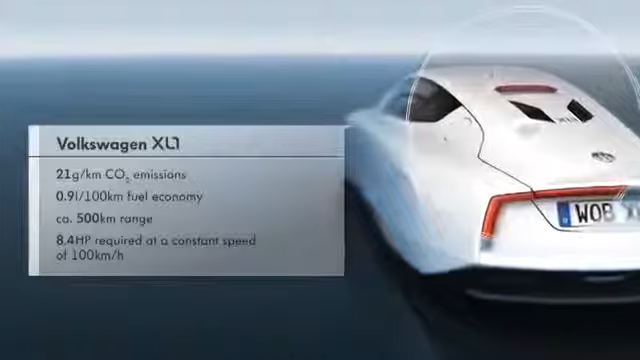 Volkswagen XL1
21g/km CO₂ emissions
0.9l/100km fuel economy
ca. 500km range
8.4HP required at a constant speed
of 100km/h
WOB